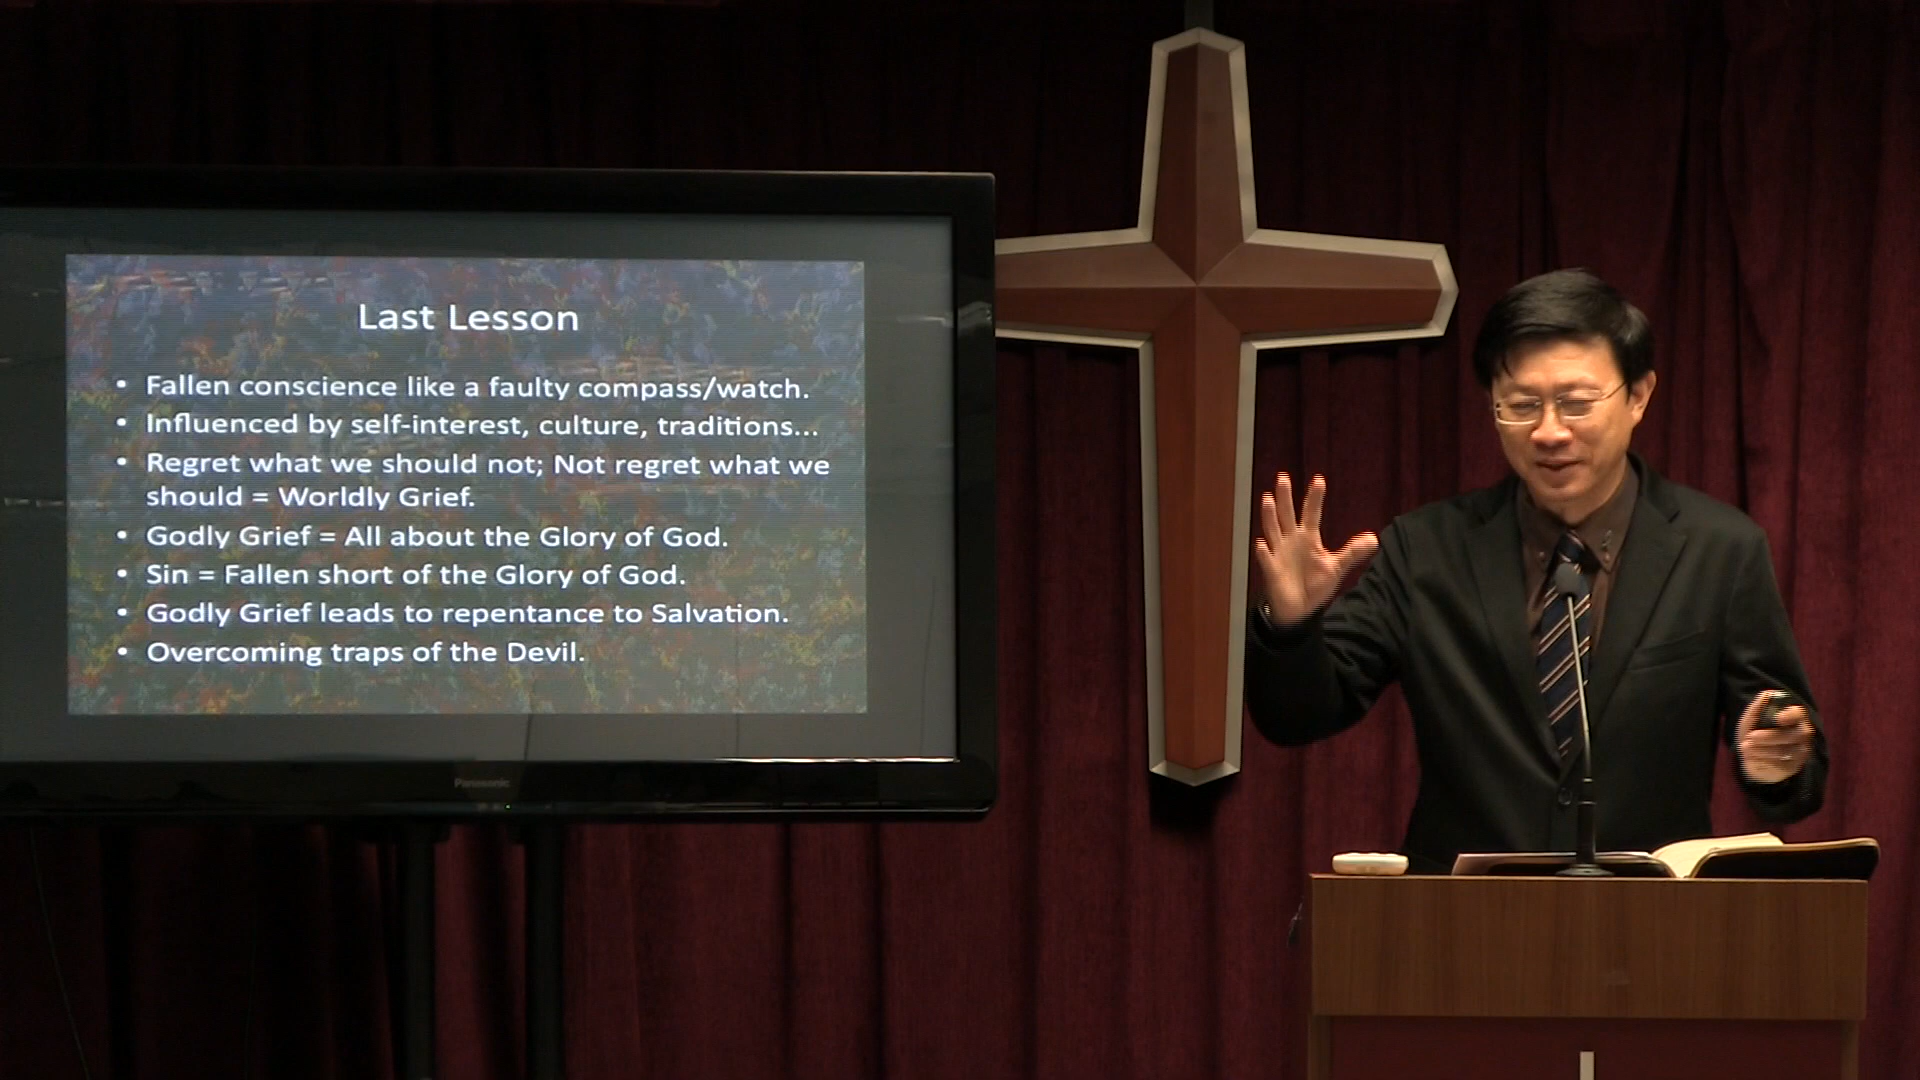 Last Lesson
• Fallen conscience like a faulty compass/watch.
• Influenced by self-interest, culture, traditions...
• Regret what we should not; Not regret what we
should = Worldly Grief.
• Godly Grief = All about the Glory of God.
• Sin = Fallen short of the Glory of God.
• Godly Grief leads to repentance to Salvation.
• Overcoming traps of the Devil.
Panasonic